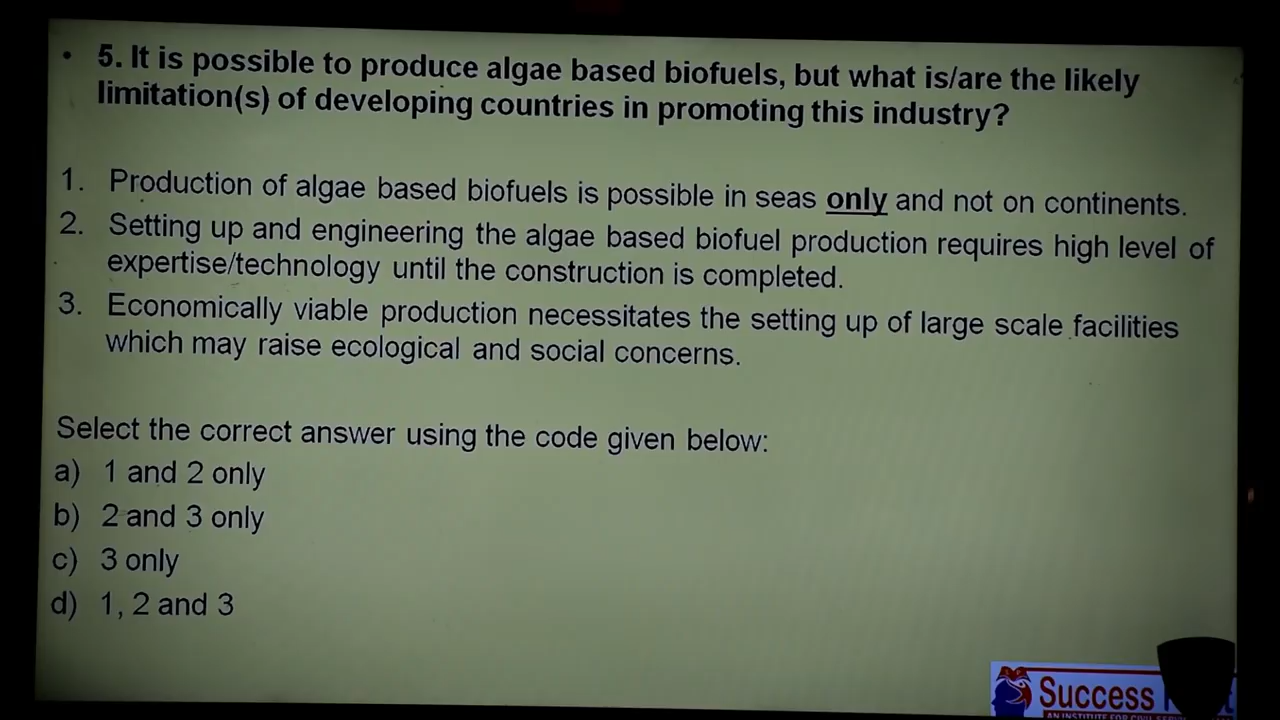 • 5. It is possible to produce algae based biofuels, but what is/are the likely
limitation(s) of developing countries in promoting this industry?
1. Production of algae based biofuels is possible in seas only and not on continents.
2. Setting up and engineering the algae based biofuel production requires high level of
expertise/technology until the construction is completed.
3. Economically viable production necessitates the setting up of large scale facilities
which may raise ecological and social concerns.
Select the correct answer using the code given below:
a) 1 and 2 only
b) 2 and 3 only
c) 3 only
d) 1, 2 and 3
Success
AN INSTITUTE FOR